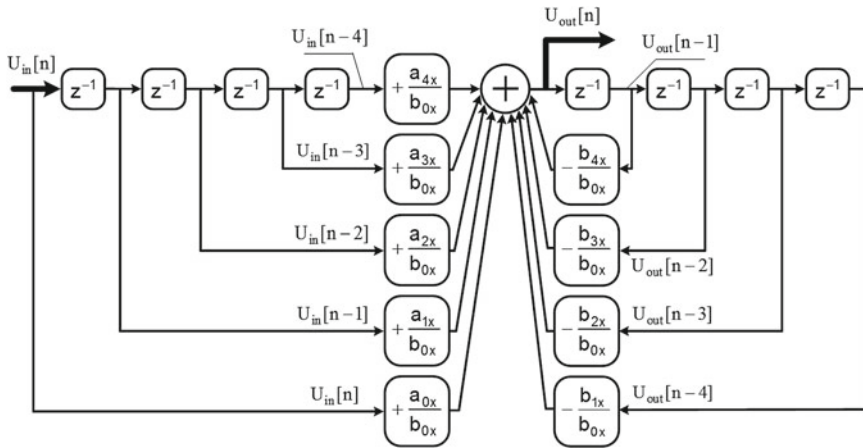 U_in[n-4]
U_out[n]
U_out[n-1]
U_in[n]
z⁻¹ z⁻¹ z⁻¹ z⁻¹ + a_4x/b_0x + z⁻¹ z⁻¹ z⁻¹ z⁻¹
U_in[n-3] + a_3x/b_0x - b_4x/b_0x
U_in[n-2] + a_2x/b_0x - b_3x/b_0x U_out[n-2]
U_in[n-1] + a_1x/b_0x - b_2x/b_0x U_out[n-3]
U_in[n] + a_0x/b_0x - b_1x/b_0x U_out[n-4]